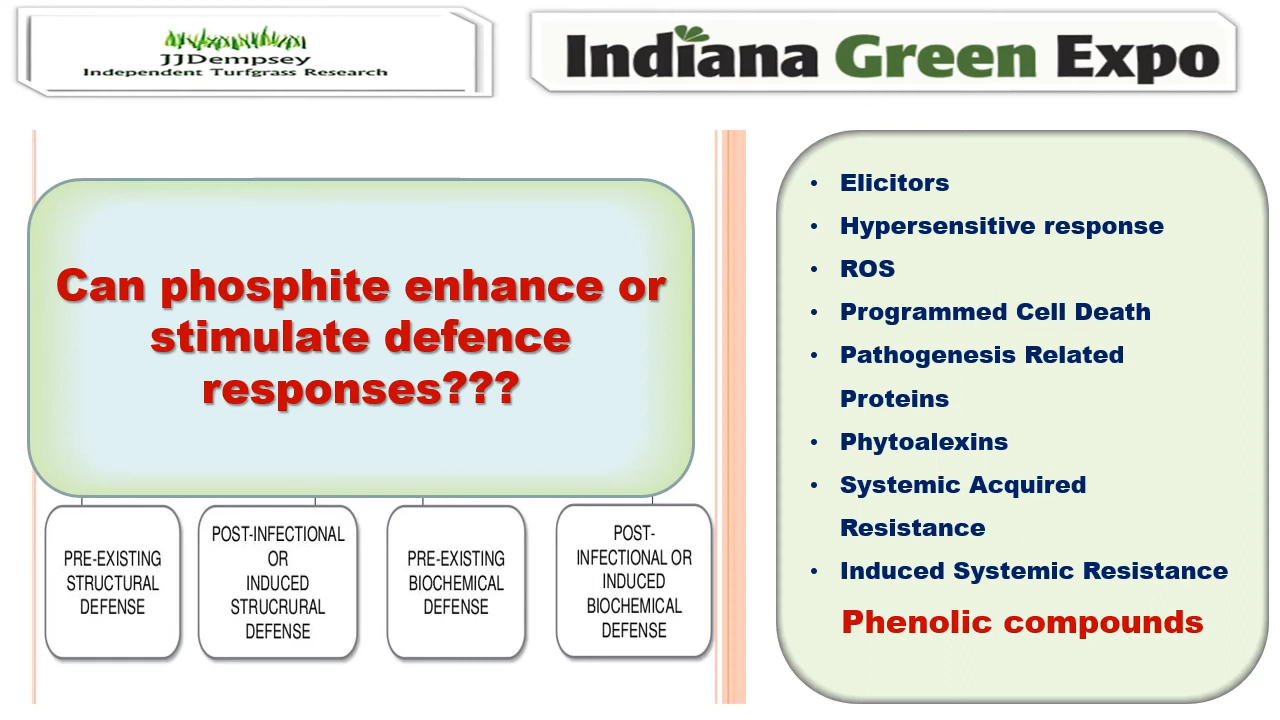 JJDempsey
Independent Turfgrass Research
Indiana Green Expo
Can phosphite enhance or
stimulate defence
responses???
PRE-EXISTING
STRUCTURAL
DEFENSE
POST-INFECTIONAL
OR
INDUCED
STRUCRURAL
DEFENSE
PRE-EXISTING
BIOCHEMICAL
DEFENSE
POST-
INFECTIONAL OR
INDUCED
BIOCHEMICAL
DEFENSE
• Elicitors
• Hypersensitive response
• ROS
• Programmed Cell Death
• Pathogenesis Related
Proteins
• Phytoalexins
• Systemic Acquired
Resistance
• Induced Systemic Resistance
Phenolic compounds